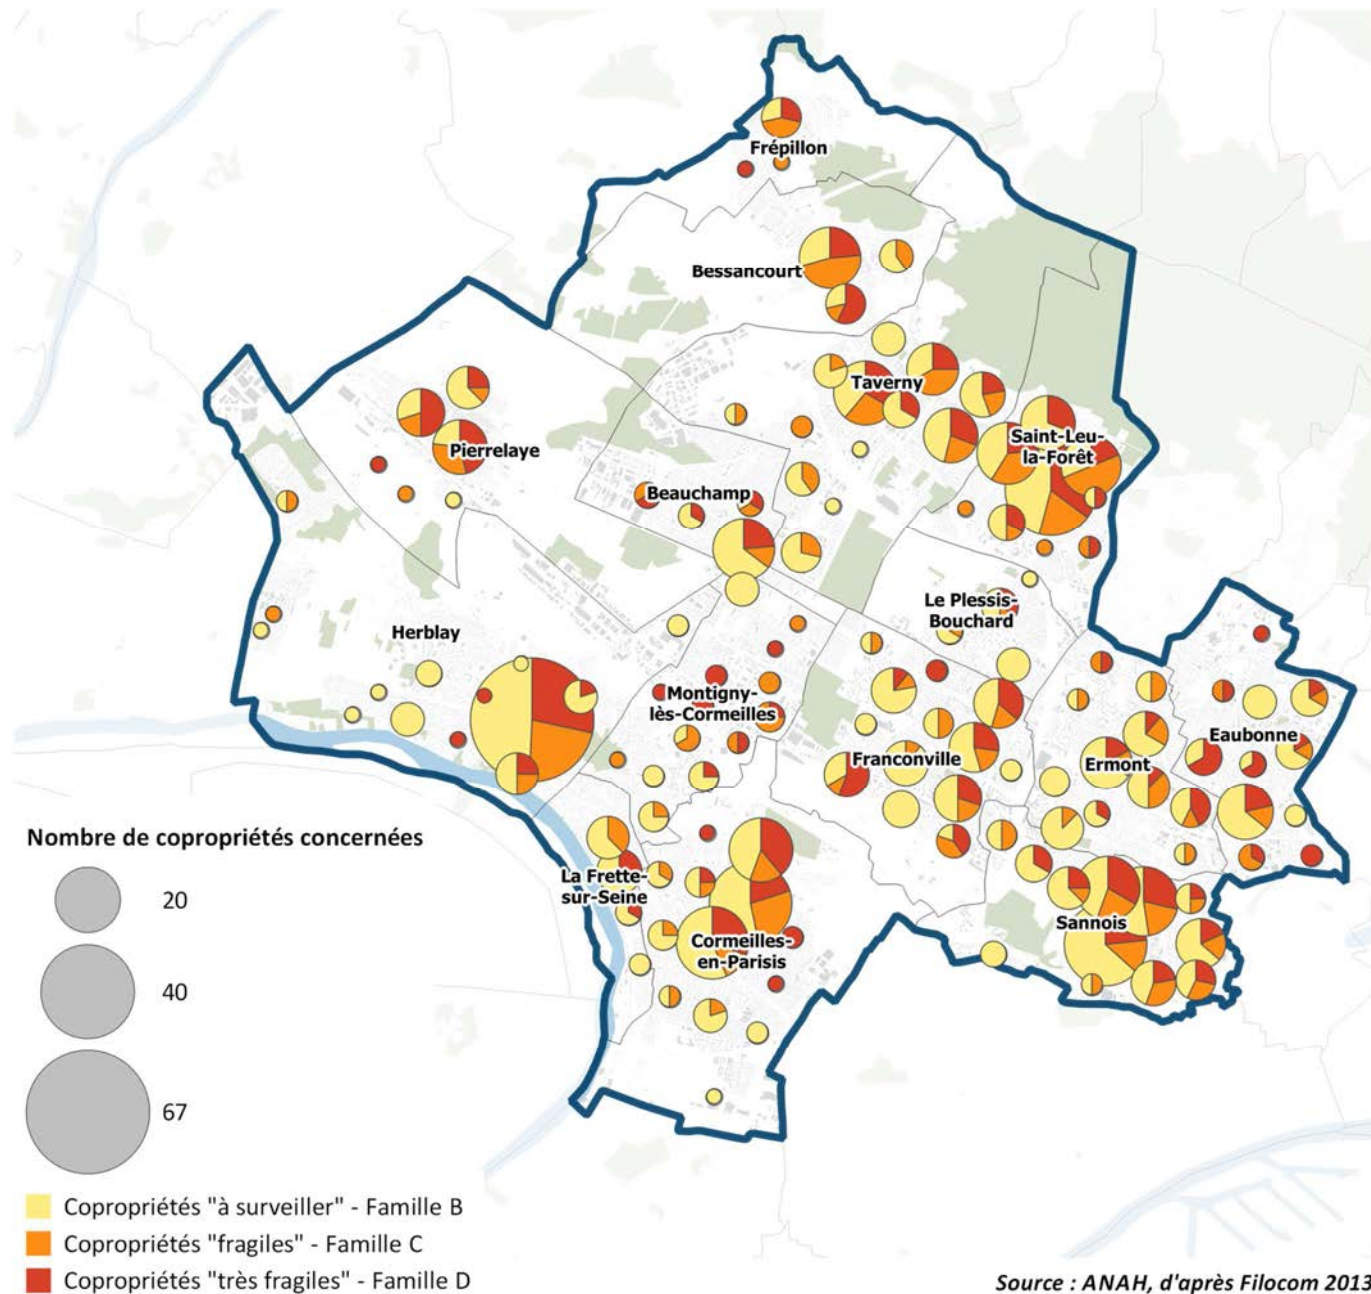 Frépillon
Bessancourt
Taverny
Saint-Leu-
la-Forêt
Pierrelaye
Beauchamp
Le Plessis-
Bouchard
Herblay
Montigny-
lès-Cormeilles
Franconville
Eaubonne
Ermont
La Frette-
sur-Seine
Sannois
Cormeilles-
en-Parisis
Nombre de copropriétés concernées
20
40
67
Copropriétés "à surveiller" - Famille B
Copropriétés "fragiles" - Famille C
Copropriétés "très fragiles" - Famille D
Source : ANAH, d'après Filocom 2013